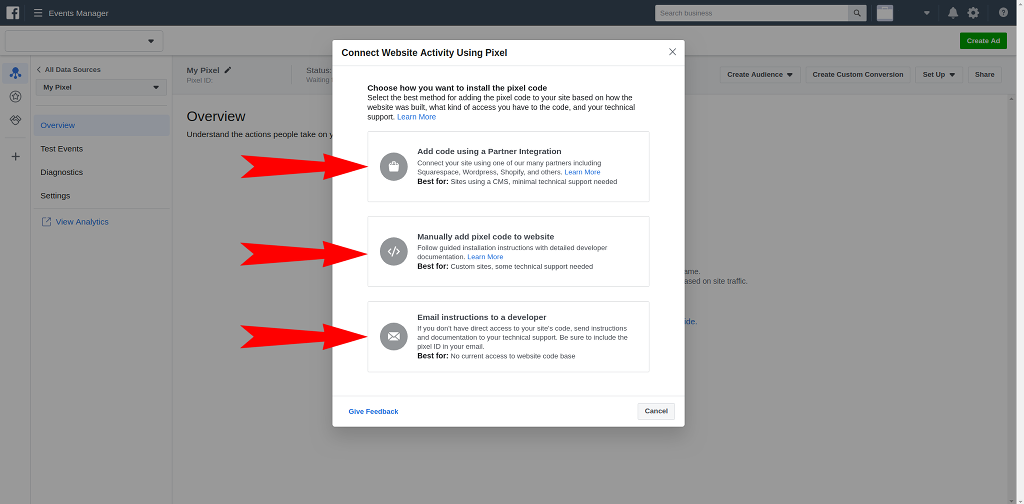 Events Manager
Search business
Create Ad
All Data Sources
My Pixel
Overview
Test Events
Diagnostics
Settings
View Analytics
My Pixel
Pixel ID:
Status:
Waiting
Create Audience
Create Custom Conversion
Set Up
Share
Overview
Understand the actions people take on
Connect Website Activity Using Pixel
Choose how you want to install the pixel code
Select the best method for adding the pixel code to your site based on how the
website was built, what kind of access you have to the code, and your technical
support. Learn More
Add code using a Partner Integration
Connect your site using one of our many partners including
Squarespace, Wordpress, Shopify, and others. Learn More
Best for: Sites using a CMS, minimal technical support needed
Manually add pixel code to website
Follow guided installation instructions with detailed developer
documentation. Learn More
Best for: Custom sites, some technical support needed
Email instructions to a developer
If you don't have direct access to your site's code, send instructions
and documentation to your technical support. Be sure to include the
pixel ID in your email.
Best for: No current access to website code base
ame.
ased on site traffic.
ide.
Give Feedback
Cancel